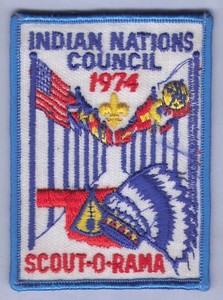 INDIAN NATIONS
COUNCIL
1974
SCOUT-O-RAMA